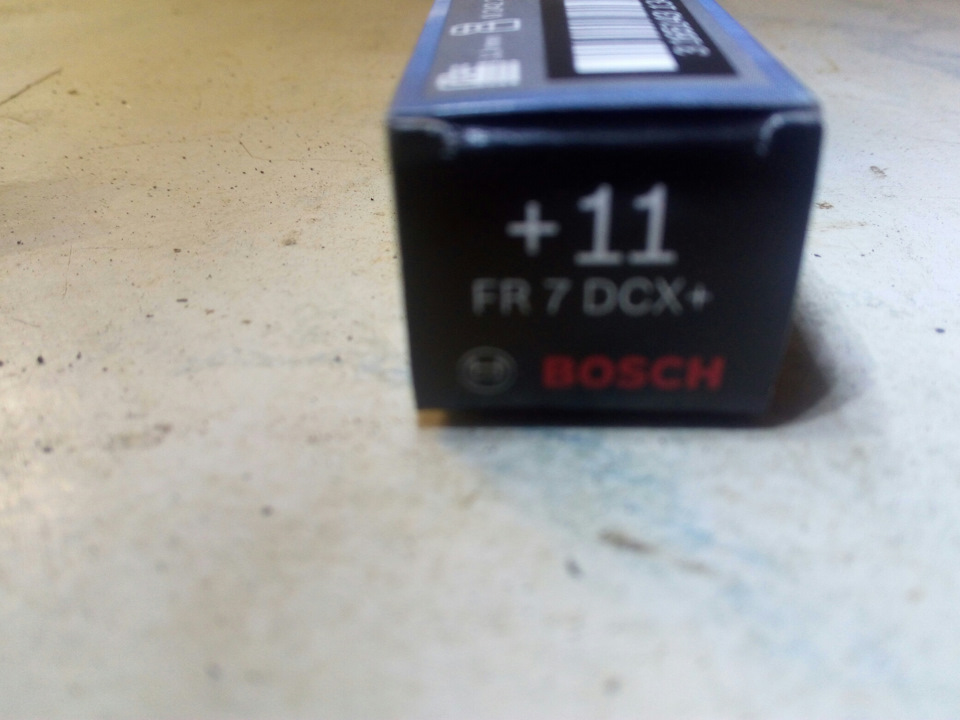 +11
FR 7 DCX+
BOSCH